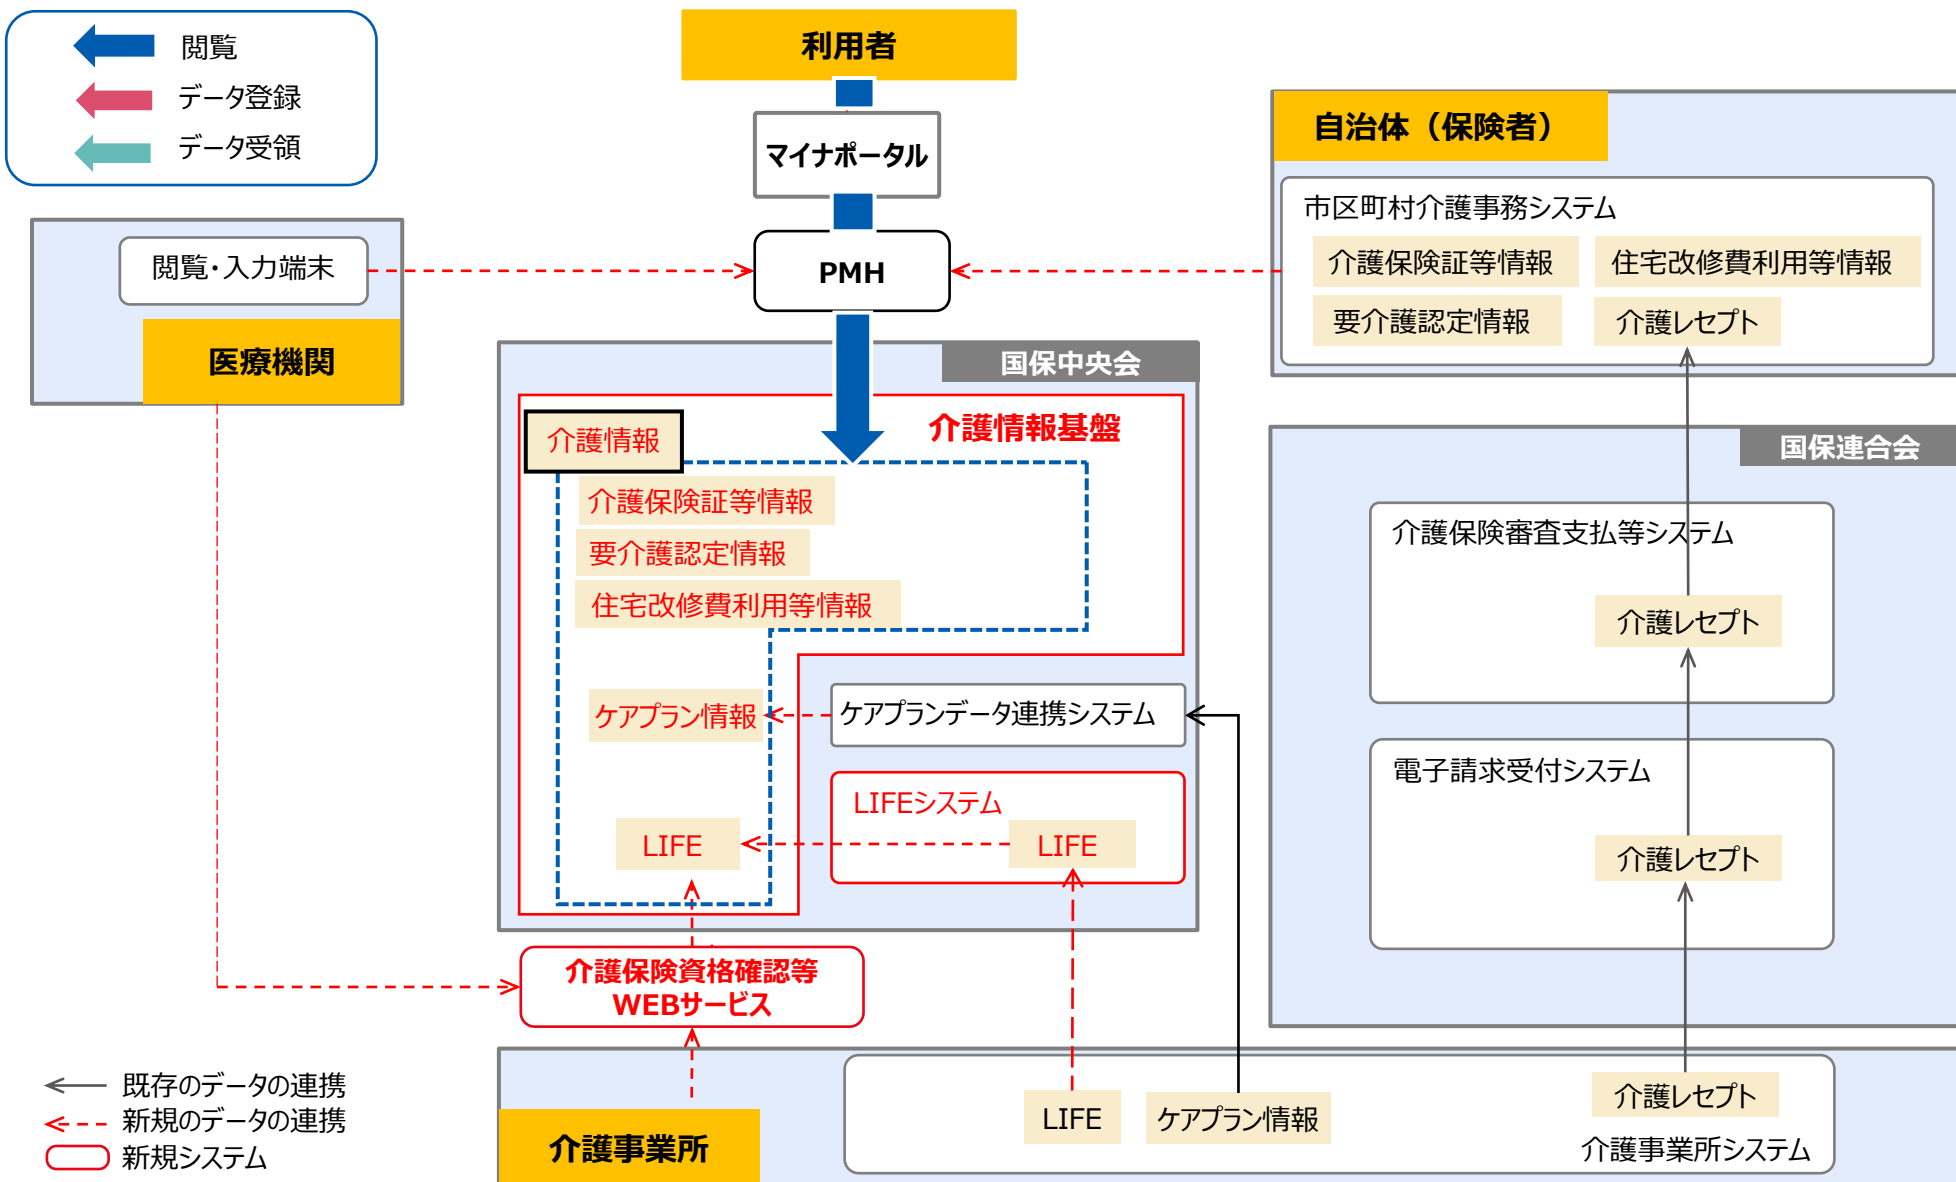 閲覧
データ登録
データ受領
利用者
マイナポータル
PMH
閲覧・入力端末
医療機関
自治体（保険者）
市区町村介護事務システム
介護保険証等情報
住宅改修費利用等情報
要介護認定情報
介護レセプト
国保中央会
介護情報基盤
介護情報
介護保険証等情報
要介護認定情報
住宅改修費利用等情報
ケアプラン情報
ケアプランデータ連携システム
LIFEシステム
LIFE
LIFE
国保連合会
介護保険審査支払等システム
介護レセプト
電子請求受付システム
介護レセプト
介護保険資格確認等
WEBサービス
介護事業所
LIFE
ケアプラン情報
介護レセプト
介護事業所システム
既存のデータの連携
新規のデータの連携
新規システム